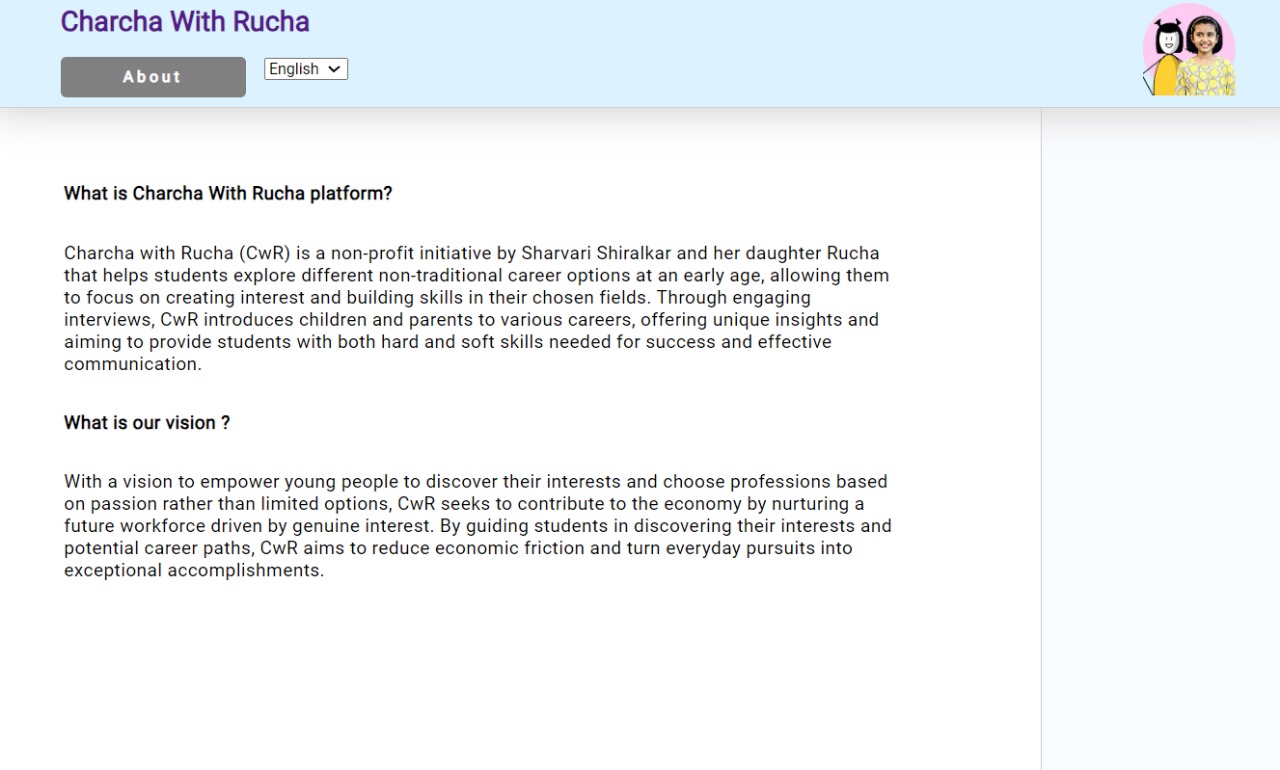 Charcha With Rucha
About
English
What is Charcha With Rucha platform?
Charcha with Rucha (CwR) is a non-profit initiative by Sharvari Shiralkar and her daughter Rucha
that helps students explore different non-traditional career options at an early age, allowing them
to focus on creating interest and building skills in their chosen fields. Through engaging
interviews, CwR introduces children and parents to various careers, offering unique insights and
aiming to provide students with both hard and soft skills needed for success and effective
communication.
What is our vision ?
With a vision to empower young people to discover their interests and choose professions based
on passion rather than limited options, CwR seeks to contribute to the economy by nurturing a
future workforce driven by genuine interest. By guiding students in discovering their interests and
potential career paths, CwR aims to reduce economic friction and turn everyday pursuits into
exceptional accomplishments.